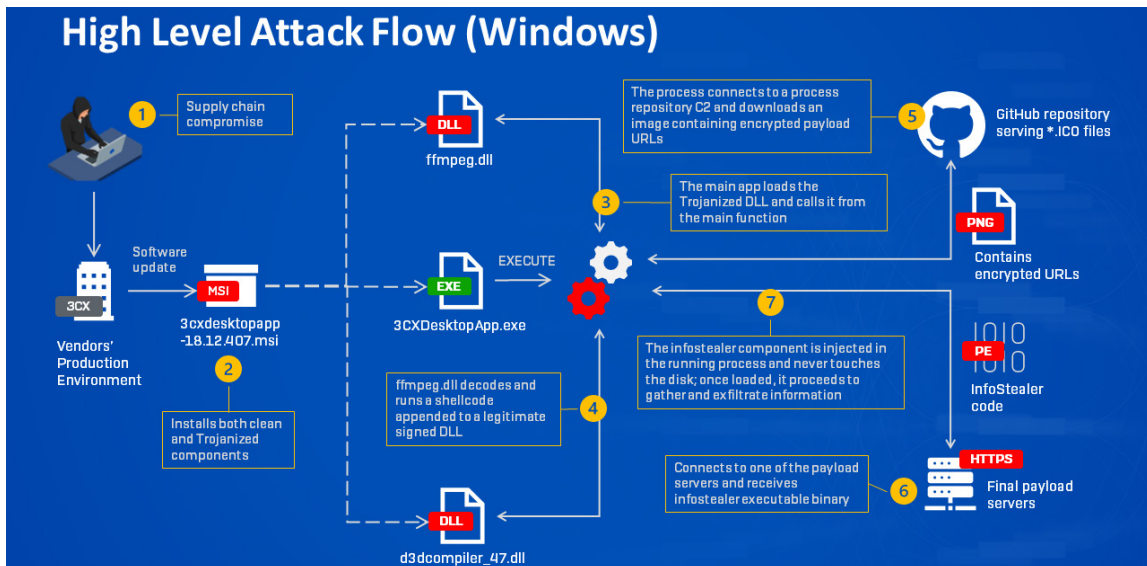 High Level Attack Flow (Windows)
1
Supply chain
compromise
3CX
Vendors'
Production
Environment
Software
update
MSI
3cxdesktopapp
-18.12.407.msi
2
Installs both clean
and Trojanized
components
DLL
ffmpeg.dll
EXE
3CXDesktopApp.exe
EXECUTE
DLL
d3dcompiler_47.dll
3
The main app loads the
Trojanized DLL and calls it from
the main function
ffmpeg.dll decodes and
runs a shellcode
appended to a legitimate
signed DLL
4
The process connects to a process
repository C2 and downloads an
image containing encrypted payload
URLs
5
GitHub repository
serving *.ICO files
PNG
Contains
encrypted URLs
Connects to one of the payload
servers and receives
infostealer executable binary
6
HTTPS
Final payload
servers
7
The infostealer component is injected in
the running process and never touches
the disk; once loaded, it proceeds to
gather and exfiltrate information
IOIO
PE
IOIO
InfoStealer
code